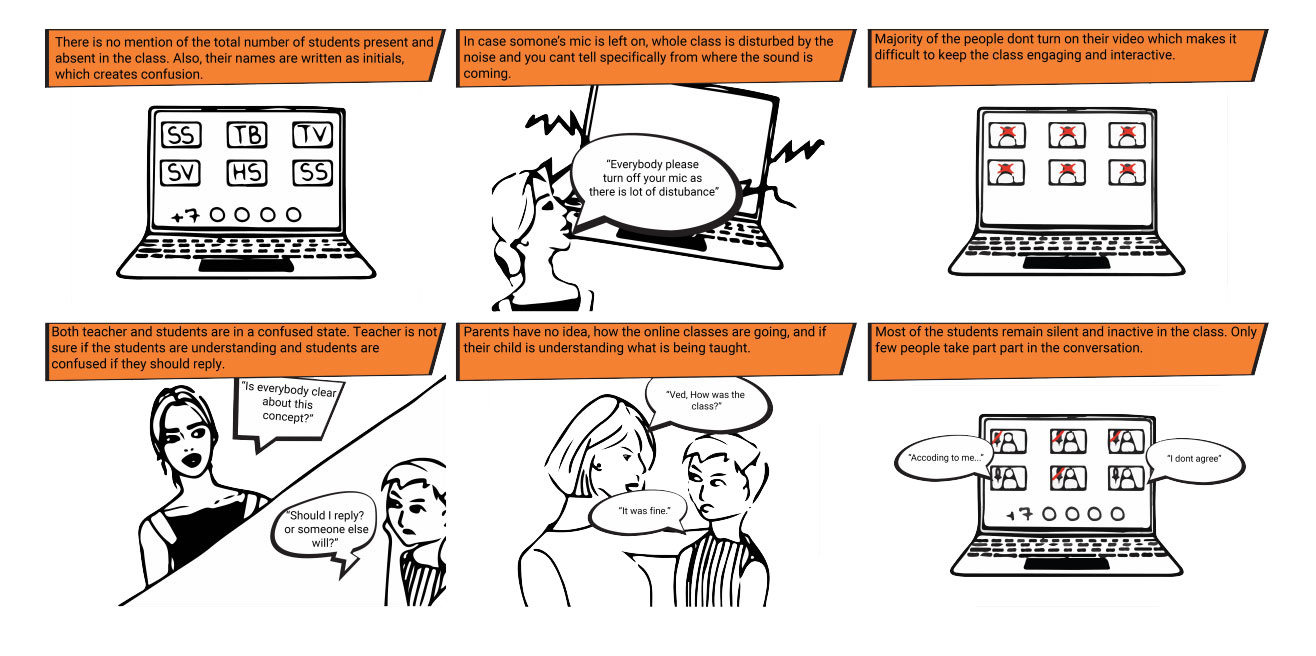 There is no mention of the total number of students present and
absent in the class. Also, their names are written as initials,
which creates confusion.
SS TB TV
SV HS SS
+7
In case somone's mic is left on, whole class is disturbed by the
noise and you cant tell specifically from where the sound is
coming.
“Everybody please
turn off your mic as
there is lot of distubance”
Majority of the people dont turn on their video which makes it
difficult to keep the class engaging and interactive.
Both teacher and students are in a confused state. Teacher is not
sure if the students are understanding and students are
confused if they should reply.
“Is everybody clear
about this
concept?”
“Should I reply?
or someone else
will?”
Parents have no idea, how the online classes are going, and if
their child is understanding what is being taught.
“Ved, How was the
class?”
“It was fine.”
Most of the students remain silent and inactive in the class. Only
few people take part part in the conversation.
“Accoding to me...”
“I dont agree”
+7